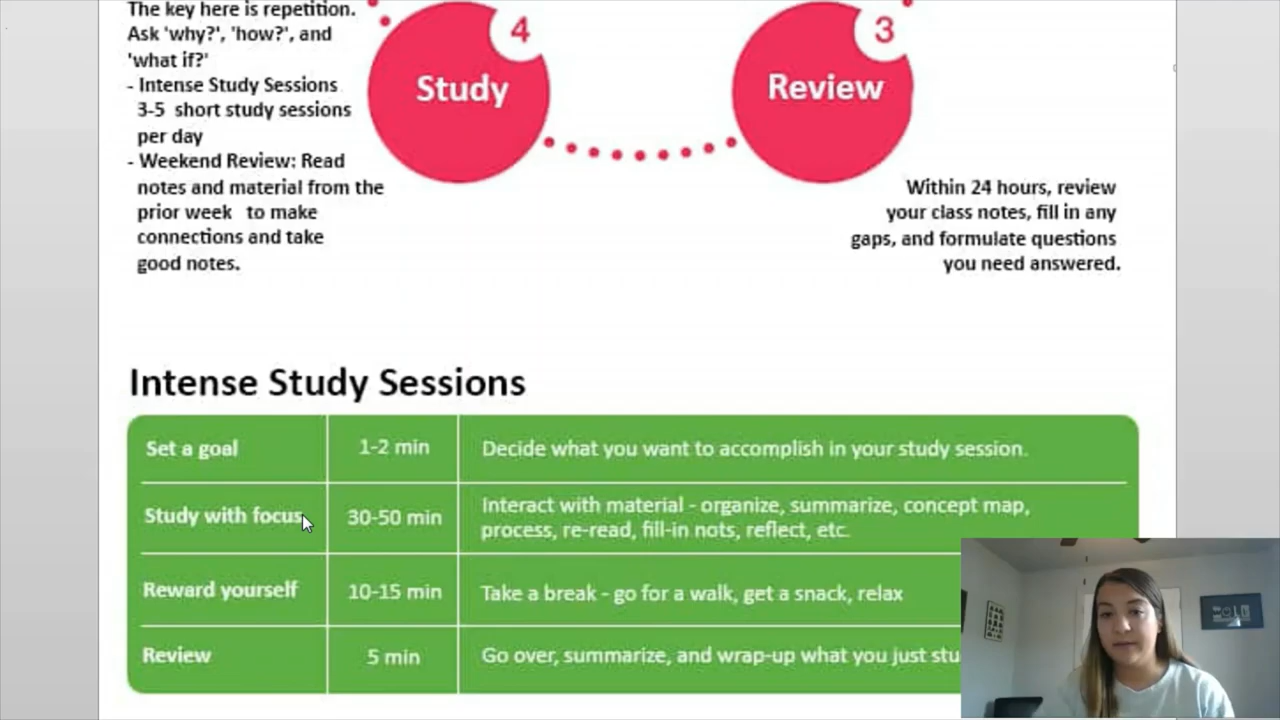 The key here is repetition.
Ask 'why?', 'how?', and
'what if?'
- Intense Study Sessions
3-5 short study sessions
per day
- Weekend Review: Read
notes and material from the
prior week to make
connections and take
good notes.
4
Study
3
Review
Within 24 hours, review
your class notes, fill in any
gaps, and formulate questions
you need answered.
Intense Study Sessions
Set a goal
1-2 min
Decide what you want to accomplish in your study session.
Study with focus
30-50 min
Interact with material - organize, summarize, concept map,
process, re-read, fill-in nots, reflect, etc.
Reward yourself
10-15 min
Take a break - go for a walk, get a snack, relax
Review
5 min
Go over, summarize, and wrap-up what you just stu